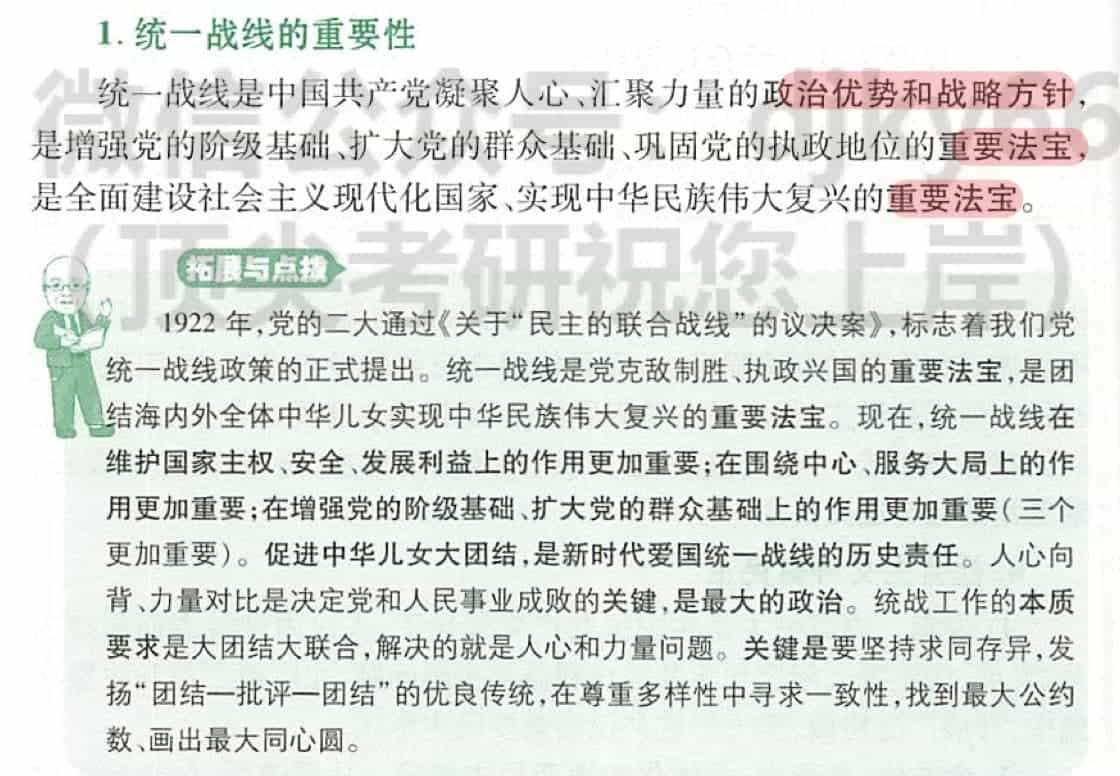 1. 统一战线的重要性
统一战线是中国共产党凝聚人心、汇聚力量的政治优势和战略方针,
是增强党的阶级基础、扩大党的群众基础、巩固党的执政地位的重要法宝,
是全面建设社会主义现代化国家、实现中华民族伟大复兴的重要法宝。
微信公众号:djky66
(顶尖考研祝您上岸)
拓展与点拨
1922 年,党的二大通过《关于“民主的联合战线”的议决案》,标志着我们党
统一战线政策的正式提出。统一战线是党克敌制胜、执政兴国的重要法宝,是团
结海内外全体中华儿女实现中华民族伟大复兴的重要法宝。现在,统一战线在
维护国家主权、安全、发展利益上的作用更加重要;在围绕中心、服务大局上的作
用更加重要;在增强党的阶级基础、扩大党的群众基础上的作用更加重要(三个
更加重要)。促进中华儿女大团结,是新时代爱国统一战线的历史责任。人心向
背、力量对比是决定党和人民事业成败的关键,是最大的政治。统战工作的本质
要求是大团结大联合,解决的就是人心和力量问题。关键是要坚持求同存异,发
扬“团结—批评—团结”的优良传统,在尊重多样性中寻求一致性,找到最大公约
数、画出最大同心圆。